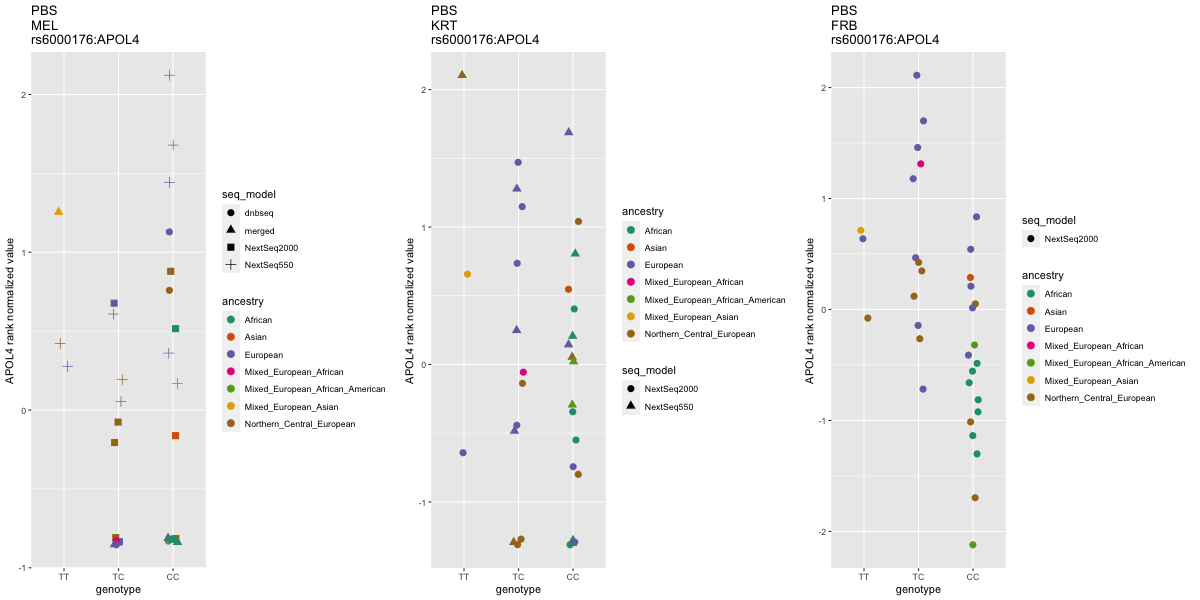 PBS
MEL
rs6000176:APOL4
APOL4 rank normalized value
2
1
0
-1
TT TC CC
genotype
seq_model
dnbseq
merged
NextSeq2000
NextSeq550
ancestry
African
Asian
European
Mixed_European_African
Mixed_European_African_American
Mixed_European_Asian
Northern_Central_European
PBS
KRT
rs6000176:APOL4
APOL4 rank normalized value
2
1
0
-1
TT TC CC
genotype
ancestry
African
Asian
European
Mixed_European_African
Mixed_European_African_American
Mixed_European_Asian
Northern_Central_European
seq_model
NextSeq2000
NextSeq550
PBS
FRB
rs6000176:APOL4
APOL4 rank normalized value
2
1
0
-1
-2
TT TC CC
genotype
seq_model
NextSeq2000
ancestry
African
Asian
European
Mixed_European_African
Mixed_European_African_American
Mixed_European_Asian
Northern_Central_European